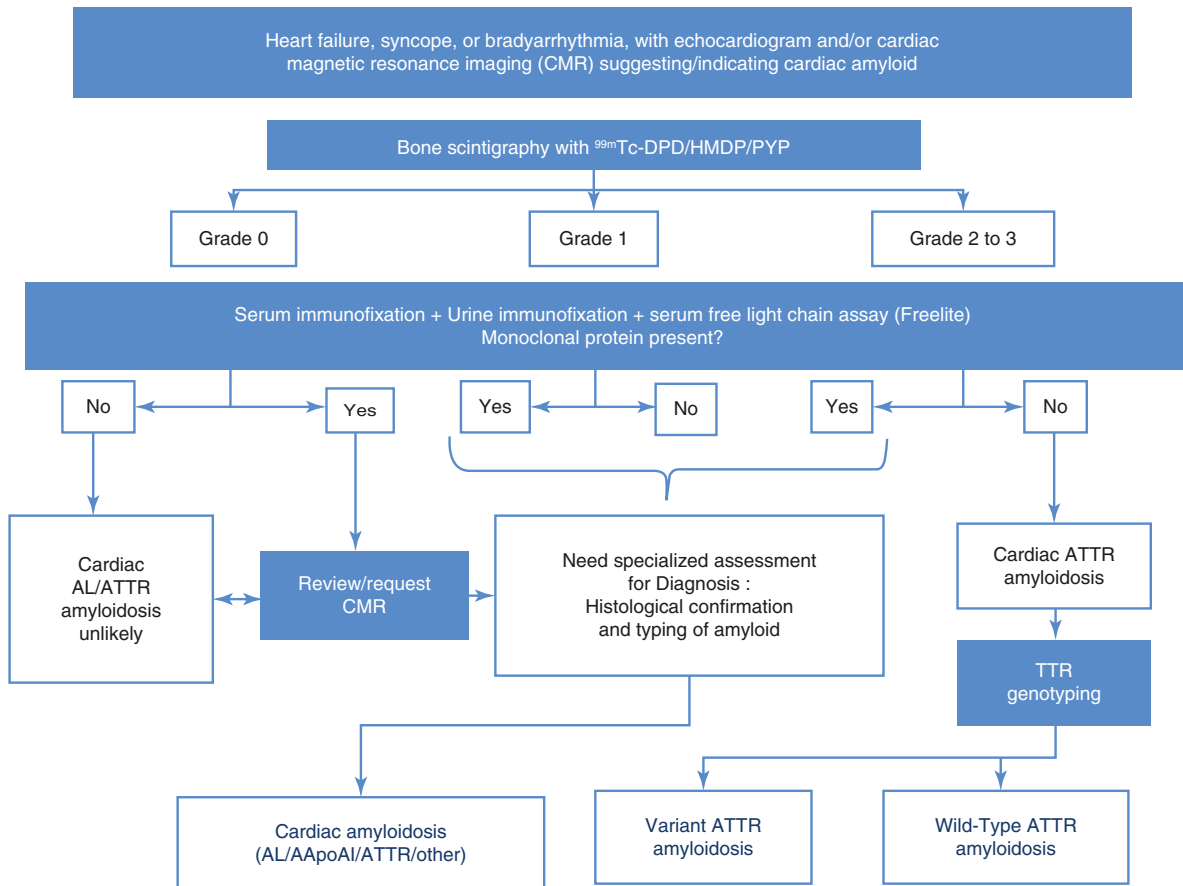 Heart failure, syncope, or bradyarrhythmia, with echocardiogram and/or cardiac
magnetic resonance imaging (CMR) suggesting/indicating cardiac amyloid
Bone scintigraphy with ⁹⁹ᵐTc-DPD/HMDP/PYP
Grade 0
Grade 1
Grade 2 to 3
Serum immunofixation + Urine immunofixation + serum free light chain assay (Freelite)
Monoclonal protein present?
No
Yes
Yes
No
Yes
No
Cardiac
AL/ATTR
amyloidosis
unlikely
Review/request
CMR
Need specialized assessment
for Diagnosis :
Histological confirmation
and typing of amyloid
Cardiac ATTR
amyloidosis
TTR
genotyping
Cardiac amyloidosis
(AL/AApoAI/ATTR/other)
Variant ATTR
amyloidosis
Wild-Type ATTR
amyloidosis